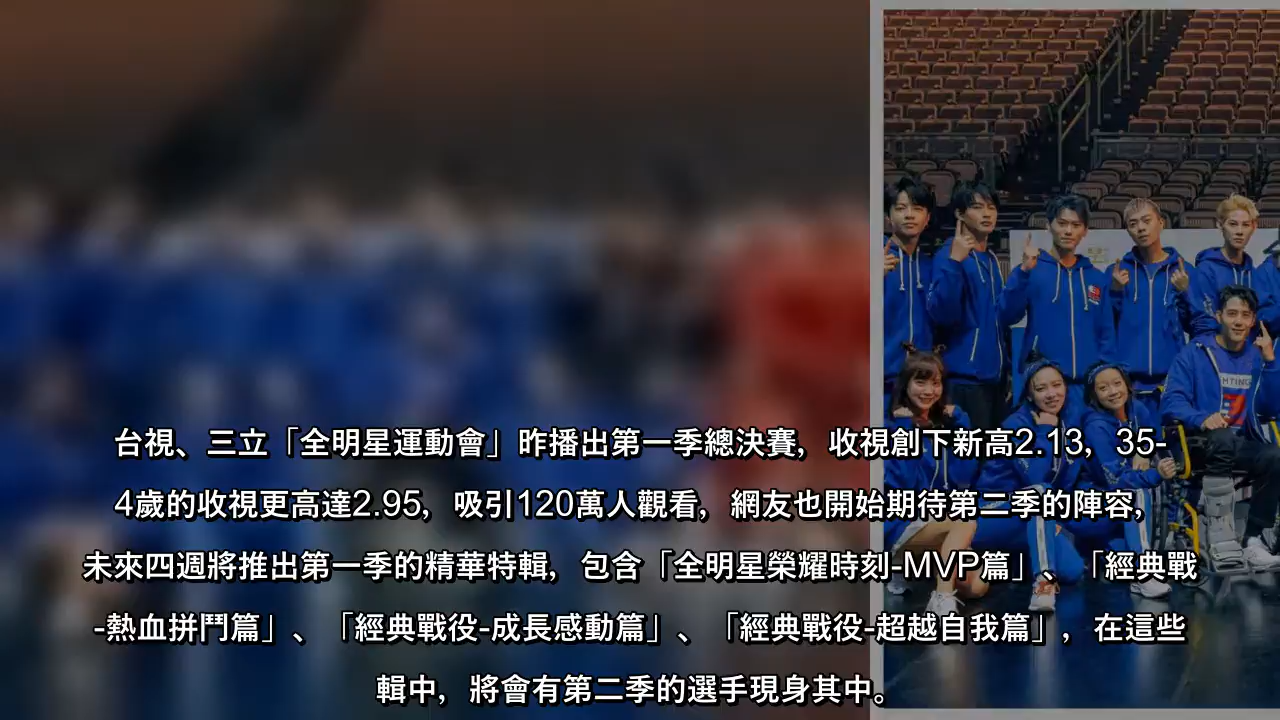 台視、三立「全明星運動會」昨播出第一季總決賽，收視創下新高2.13，35-
4歲的收視更高達2.95，吸引120萬人觀看，網友也開始期待第二季的陣容，
未來四週將推出第一季的精華特輯，包含「全明星榮耀時刻-MVP篇」、「經典戰
-熱血拼鬥篇」、「經典戰役-成長感動篇」、「經典戰役-超越自我篇」，在這些
輯中，將會有第二季的選手現身其中。